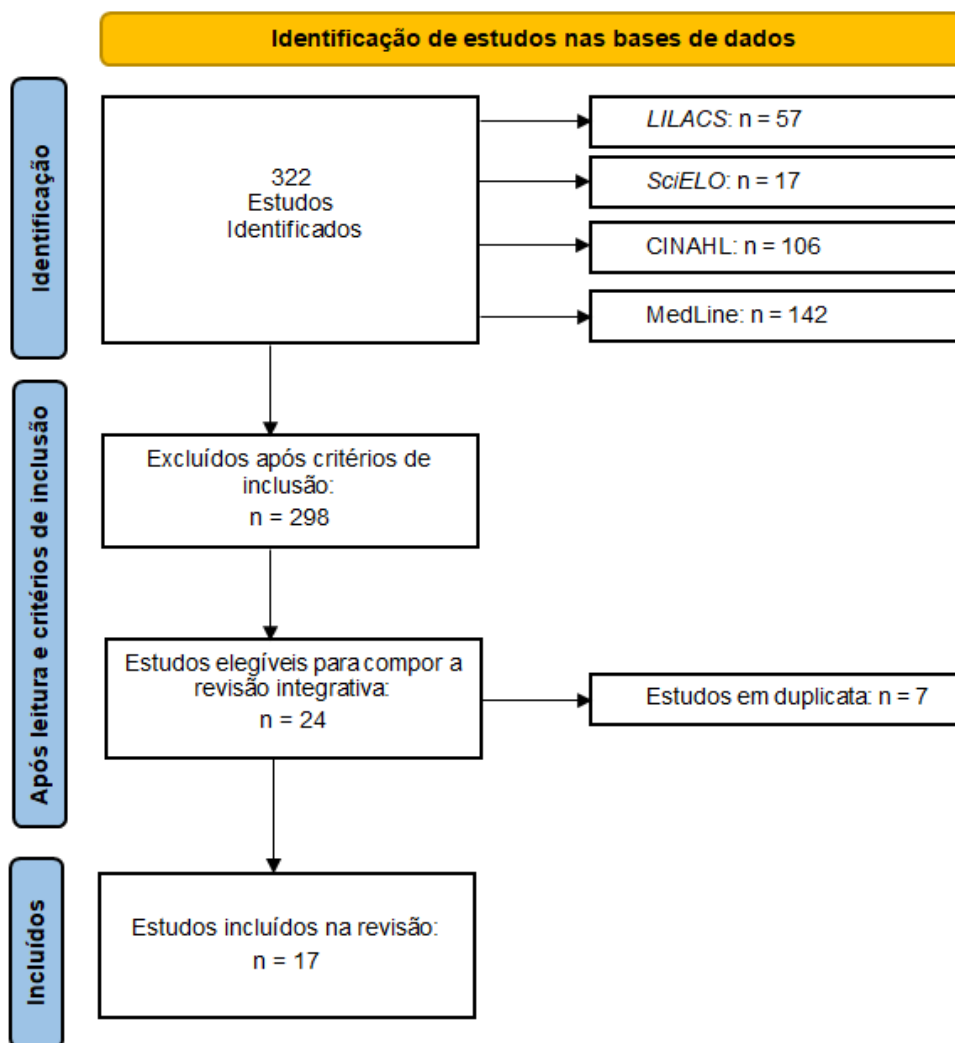 Identificação de estudos nas bases de dados
Identificação
322
Estudos
Identificados
LILACS: n = 57
SciELO: n = 17
CINAHL: n = 106
MedLine: n = 142
Após leitura e critérios de inclusão
Excluídos após critérios de
inclusão:
n = 298
Estudos elegíveis para compor a
revisão integrativa:
n = 24
Estudos em duplicata: n = 7
Incluídos
Estudos incluídos na revisão:
n = 17